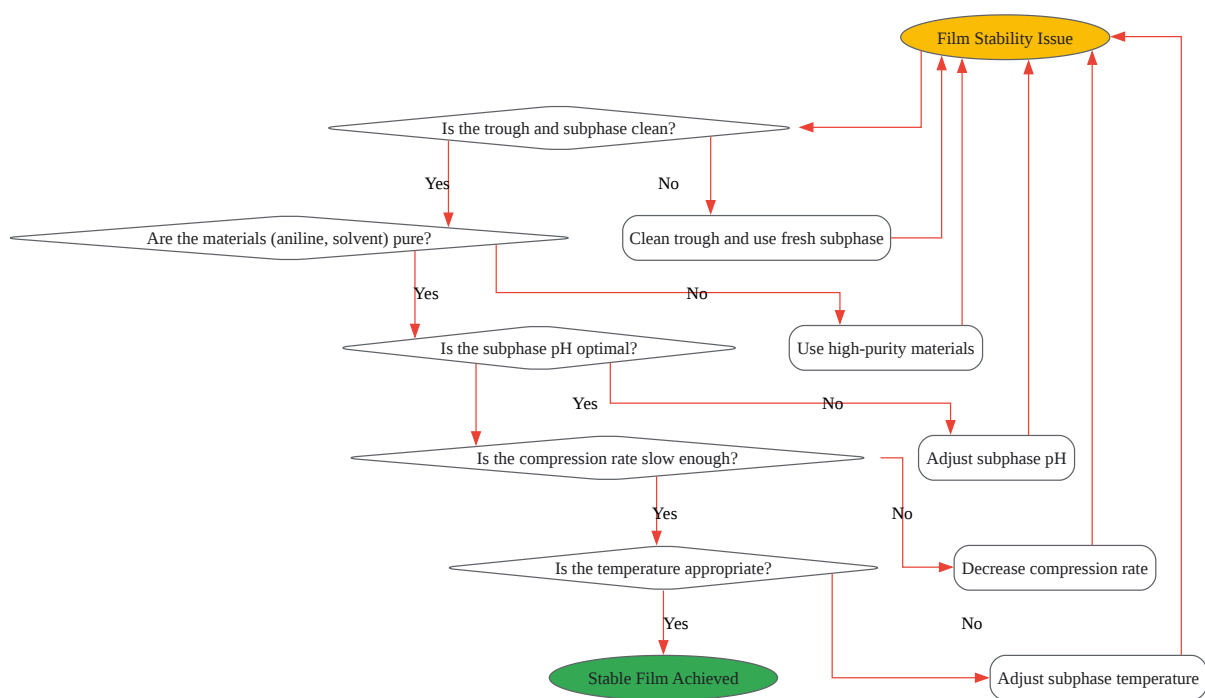 Film Stability Issue
Is the trough and subphase clean?
Yes
No
Are the materials (aniline, solvent) pure?
Clean trough and use fresh subphase
Yes
No
Is the subphase pH optimal?
Use high-purity materials
Yes
No
Is the compression rate slow enough?
Adjust subphase pH
Yes
No
Is the temperature appropriate?
Decrease compression rate
Yes
No
Stable Film Achieved
Adjust subphase temperature